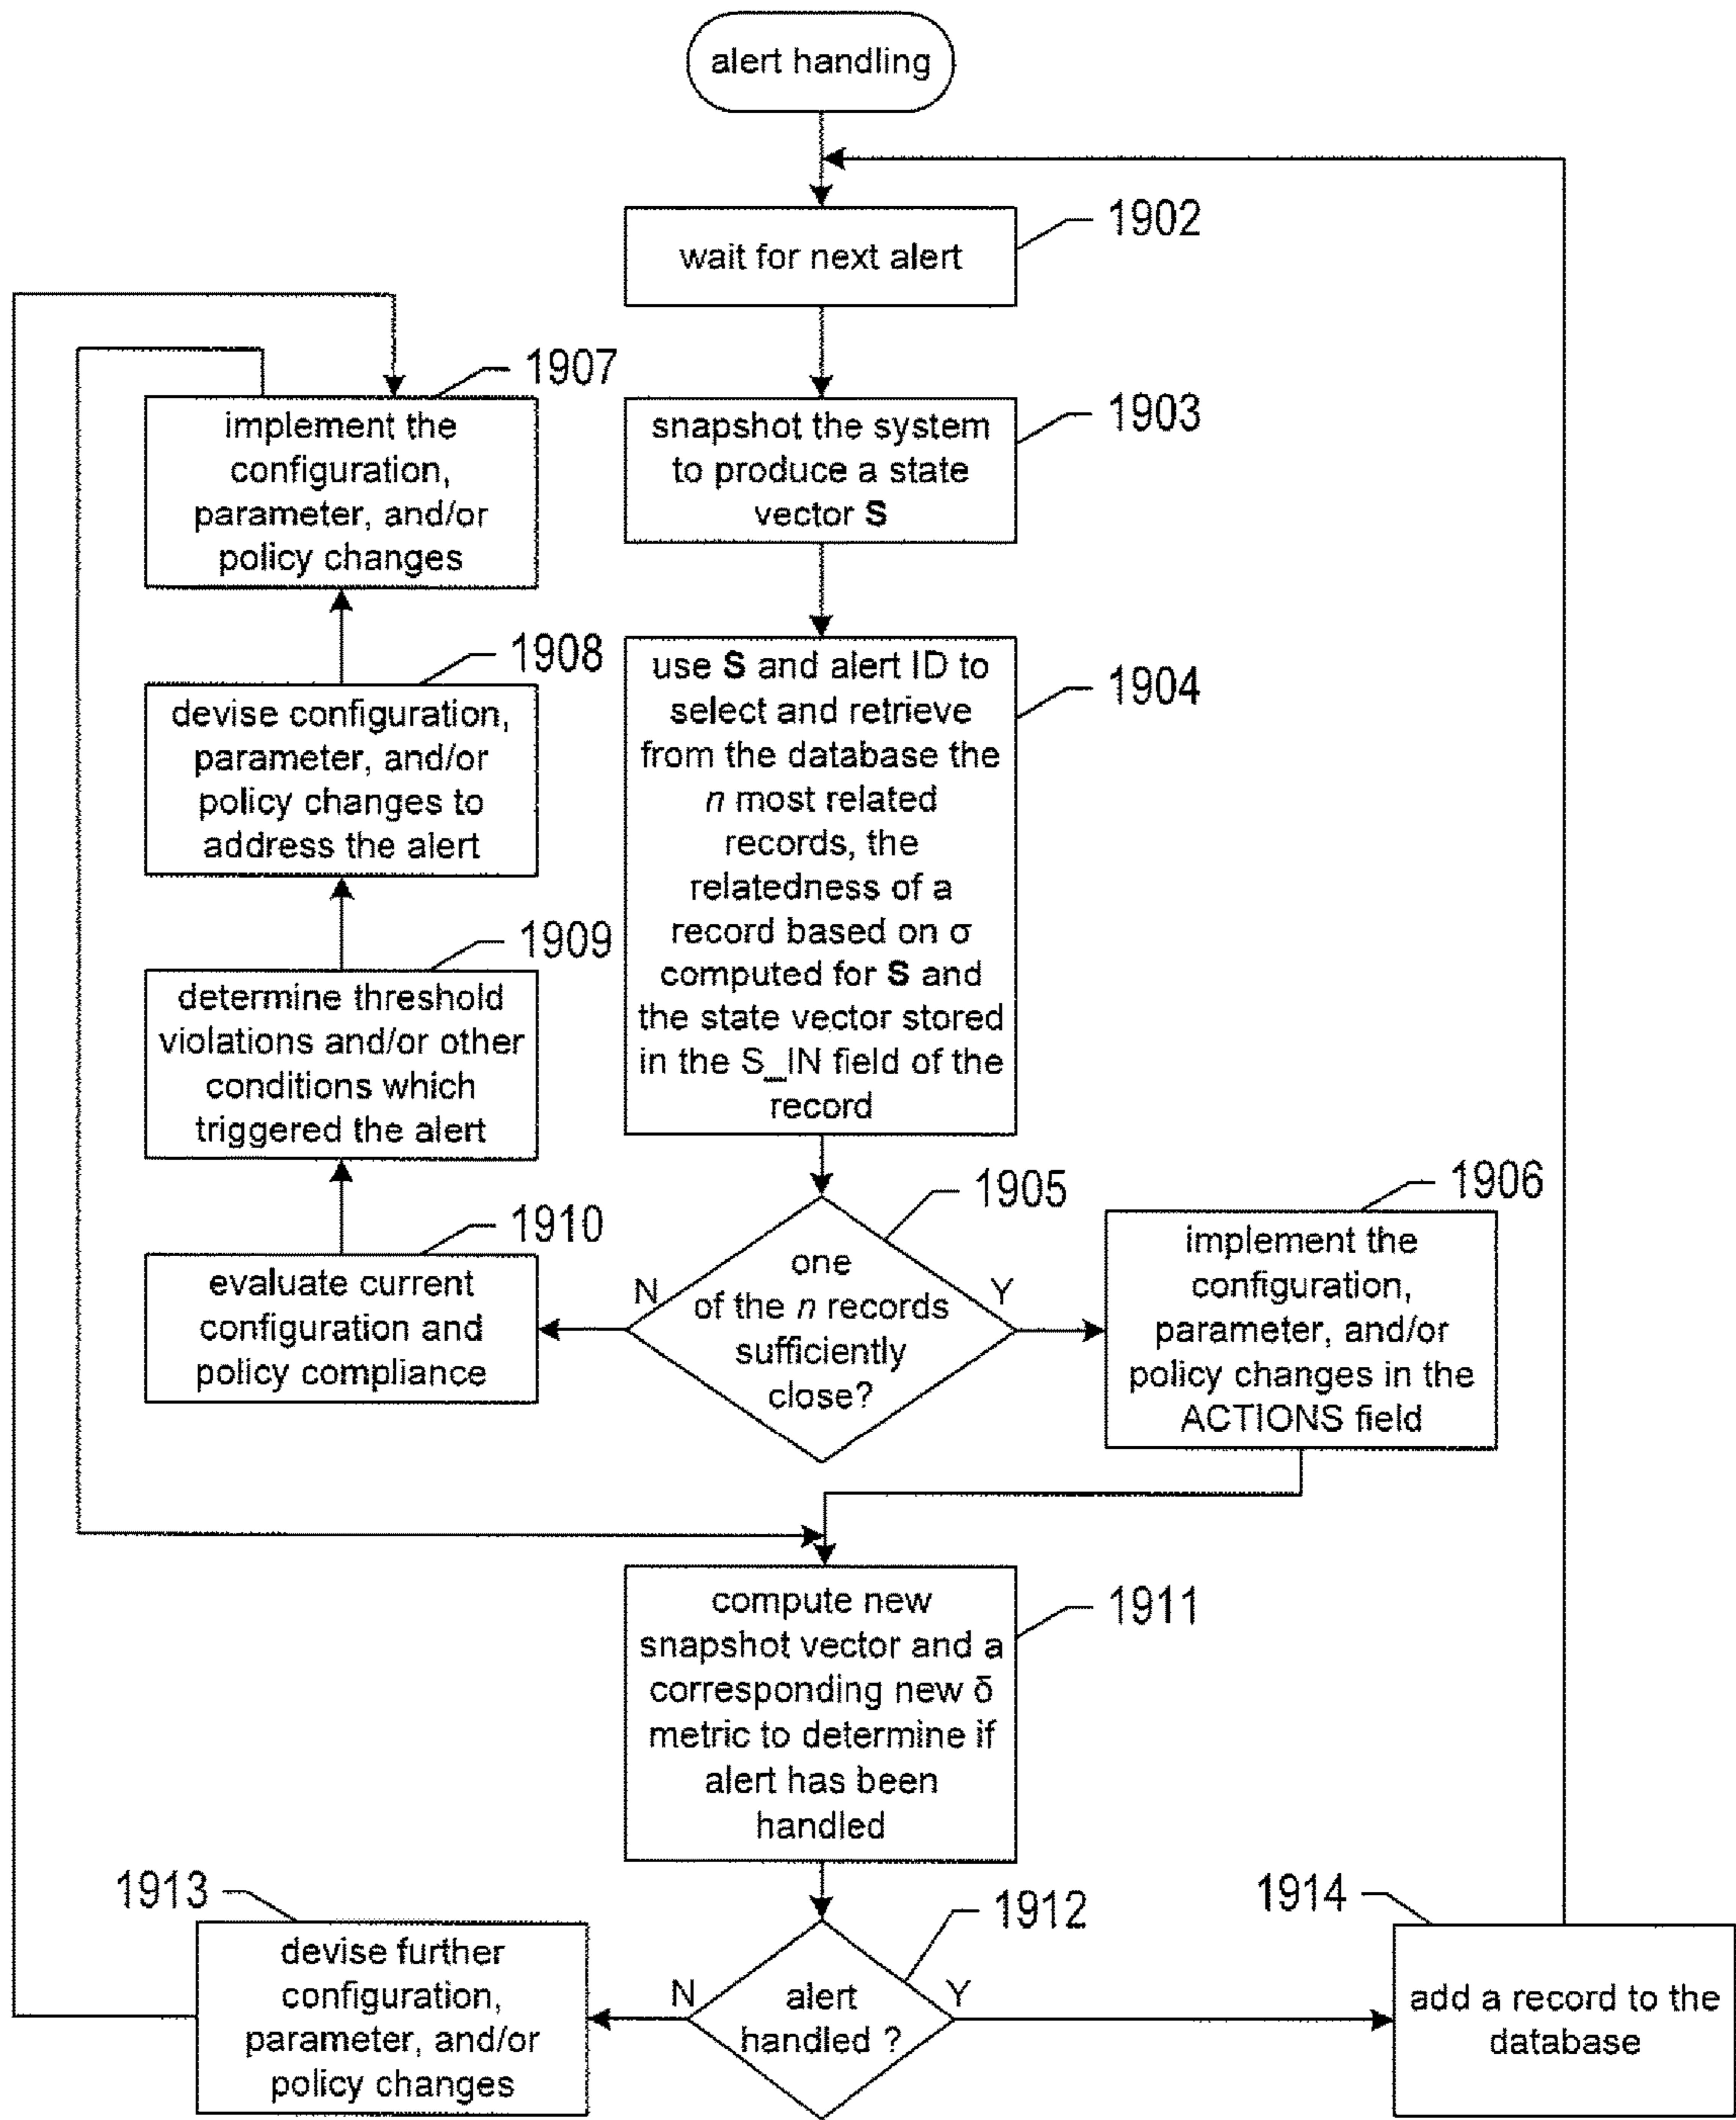 alert handling
wait for next alert
1902
snapshot the system
to produce a state
vector S
1903
use S and alert ID to
select and retrieve
from the database the
n most related
records, the
relatedness of a
record based on σ
computed for S and
the state vector stored
in the S_IN field of the
record
1904
one
of the n records
sufficiently
close?
1905
N
Y
implement the
configuration,
parameter, and/or
policy changes in the
ACTIONS field
1906
implement the
configuration,
parameter, and/or
policy changes
1907
devise configuration,
parameter, and/or
policy changes to
address the alert
1908
determine threshold
violations and/or other
conditions which
triggered the alert
1909
evaluate current
configuration and
policy compliance
1910
compute new
snapshot vector and a
corresponding new δ
metric to determine if
alert has been
handled
1911
alert
handled ?
1912
N
Y
devise further
configuration,
parameter, and/or
policy changes
1913
add a record to the
database
1914